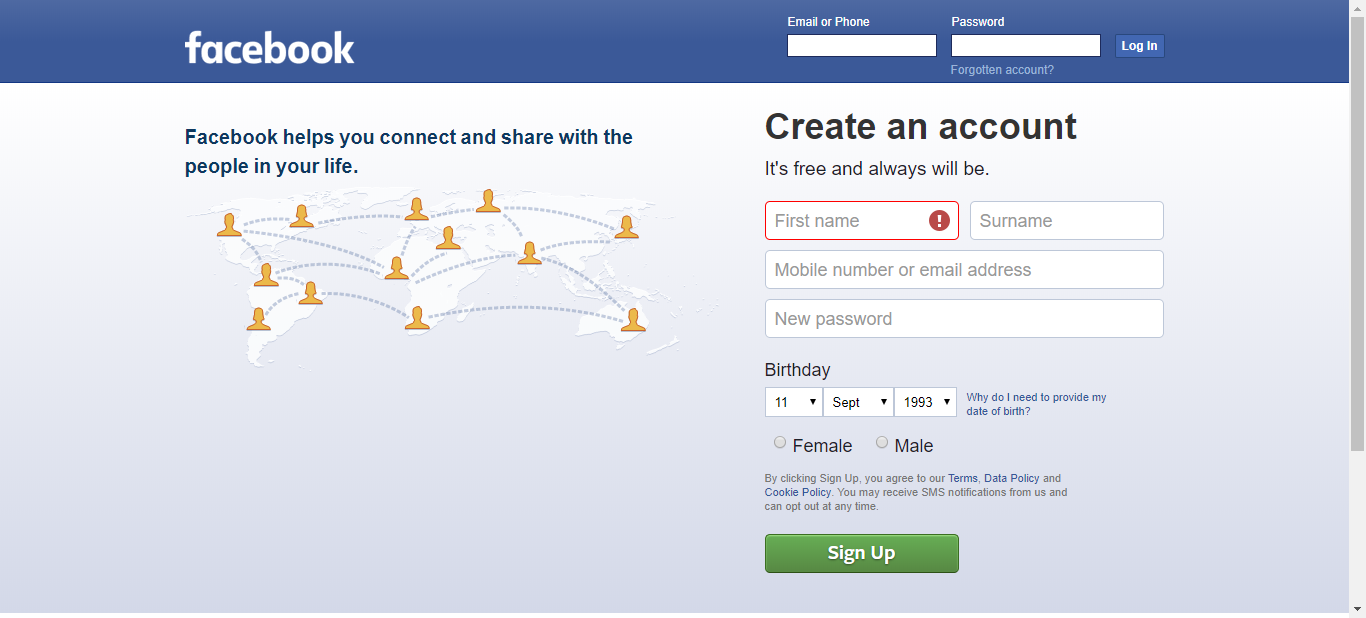 facebook
Email or Phone
Password
Log In
Forgotten account?
Facebook helps you connect and share with the
people in your life.
Create an account
It's free and always will be.
First name
Surname
Mobile number or email address
New password
Birthday
11 Sept 1993
Why do I need to provide my
date of birth?
Female Male
By clicking Sign Up, you agree to our Terms, Data Policy and
Cookie Policy. You may receive SMS notifications from us and
can opt out at any time.
Sign Up